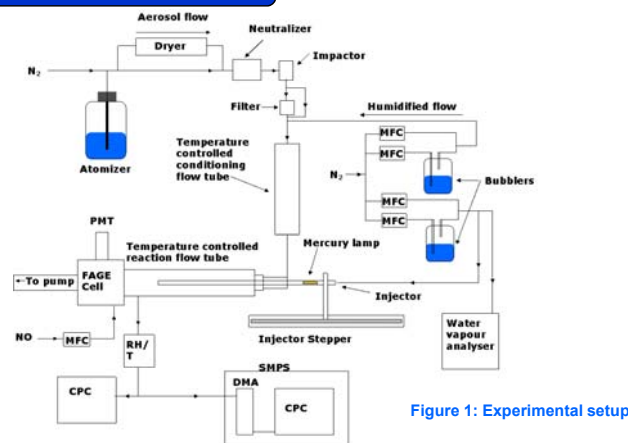 Aerosol flow
Dryer
Neutralizer
Impactor
N₂
Filter
Humidified flow
MFC
MFC
Atomizer
Temperature
controlled
conditioning
flow tube
N₂
MFC
MFC
Bubblers
PMT
Temperature controlled
reaction flow tube
Mercury lamp
To pump
FAGE
Cell
Injector
NO
MFC
RH/
T
Injector Stepper
Water
vapour
analyser
SMPS
DMA
CPC
CPC
Figure 1: Experimental setup